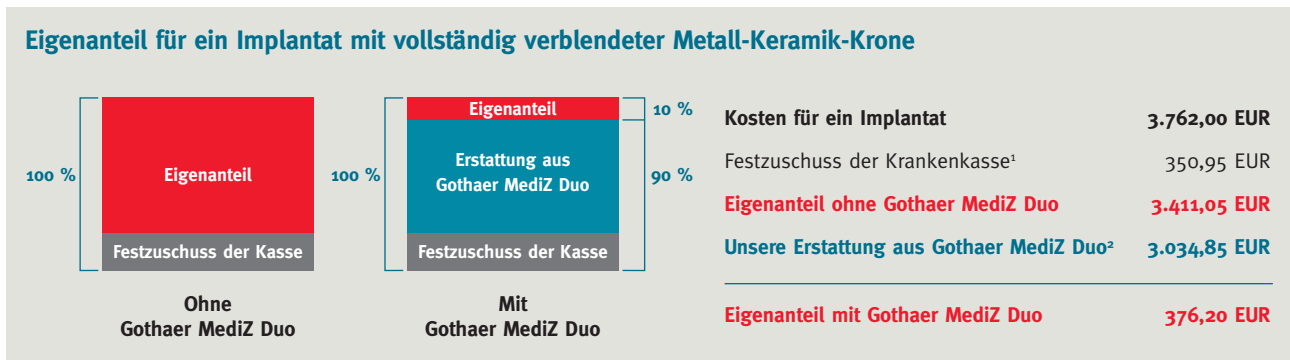 Eigenanteil für ein Implantat mit vollständig verblendeter Metall-Keramik-Krone
100 %
Eigenanteil
Festzuschuss der Kasse
Ohne
Gothaer MediZ Duo
100 %
Eigenanteil
10 %
Erstattung aus
Gothaer MediZ Duo
90 %
Festzuschuss der Kasse
Mit
Gothaer MediZ Duo
Kosten für ein Implantat 3.762,00 EUR
Festzuschuss der Krankenkasse¹ 350,95 EUR
Eigenanteil ohne Gothaer MediZ Duo 3.411,05 EUR
Unsere Erstattung aus Gothaer MediZ Duo² 3.034,85 EUR
Eigenanteil mit Gothaer MediZ Duo 376,20 EUR